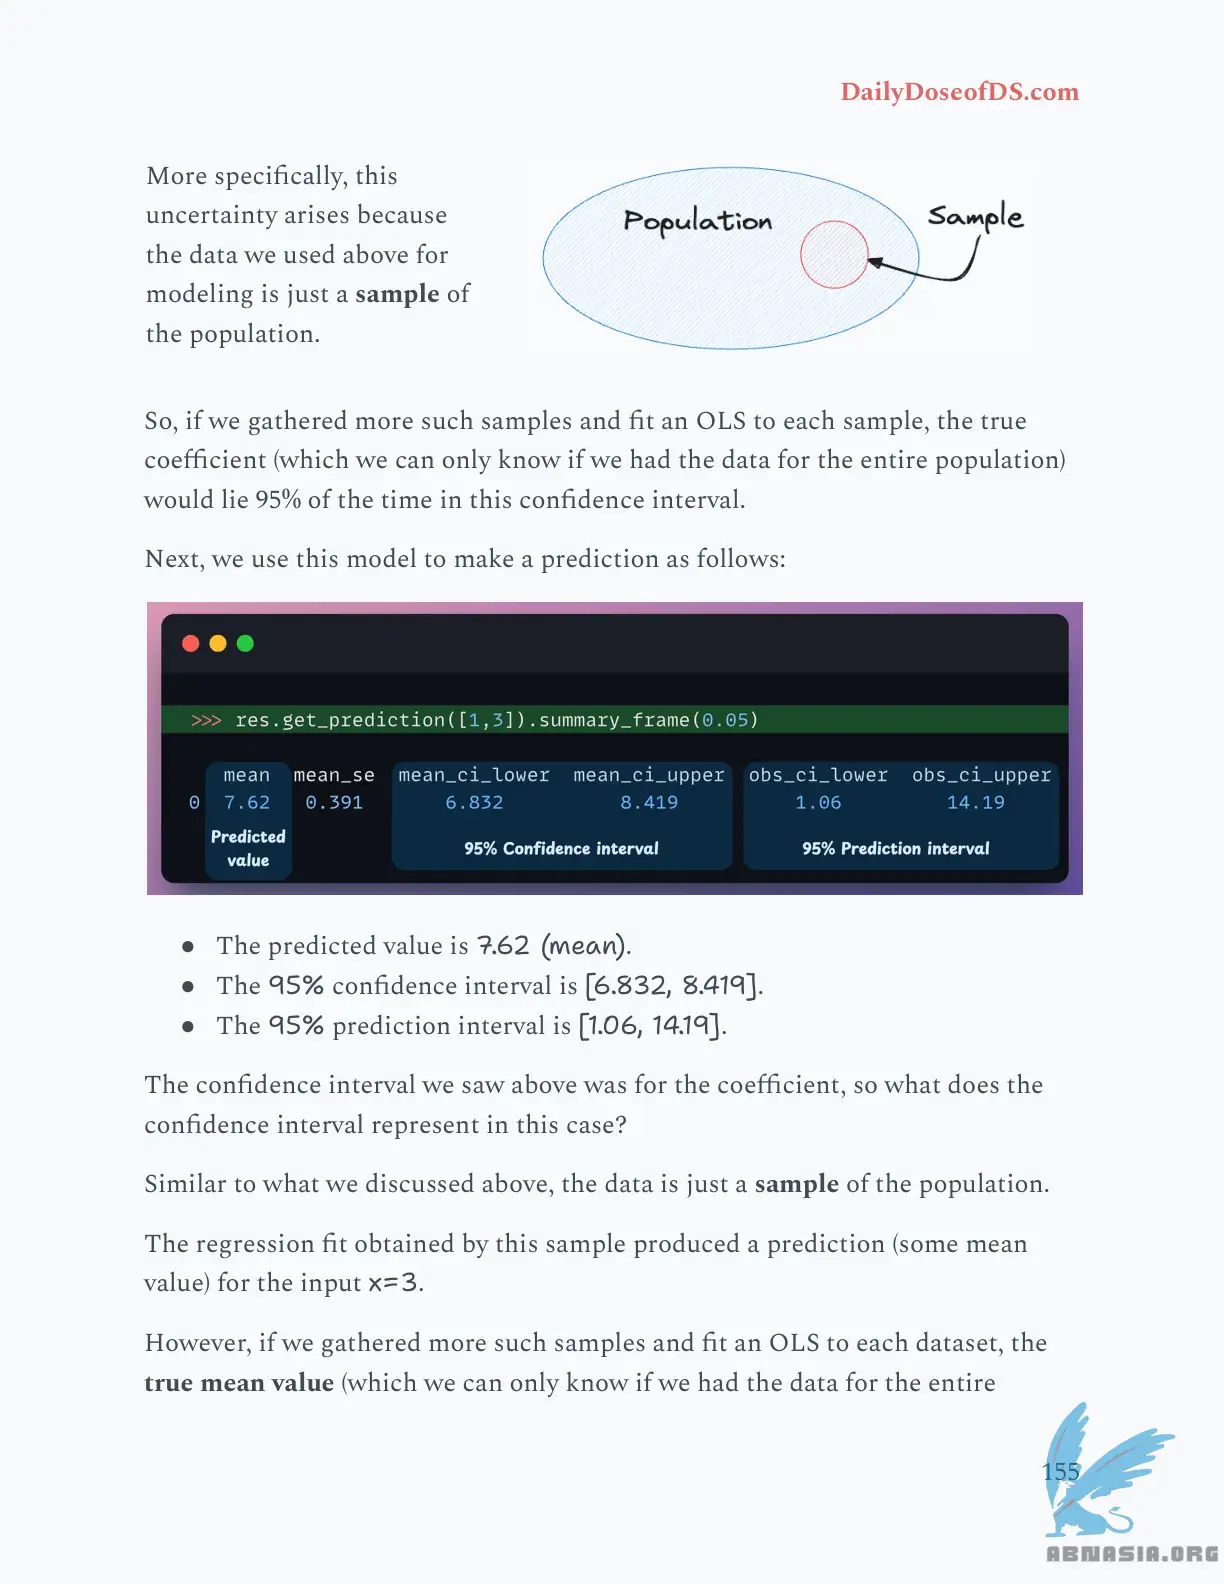 DailyDoseofDS.com
More specifically, this
uncertainty arises because
the data we used above for
modeling is just a sample of
the population.
Population
Sample
So, if we gathered more such samples and fit an OLS to each sample, the true
coefficient (which we can only know if we had the data for the entire population)
would lie 95% of the time in this confidence interval.
Next, we use this model to make a prediction as follows:
>>> res.get_prediction([1,3]).summary_frame(0.05)
mean mean_se mean_ci_lower mean_ci_upper obs_ci_lower obs_ci_upper
0 7.62 0.391 6.832 8.419 1.06 14.19
Predicted
value
95% Confidence interval
95% Prediction interval
● The predicted value is 7.62 (mean).
● The 95% confidence interval is [6.832, 8.419].
● The 95% prediction interval is [1.06, 14.19].
The confidence interval we saw above was for the coefficient, so what does the
confidence interval represent in this case?
Similar to what we discussed above, the data is just a sample of the population.
The regression fit obtained by this sample produced a prediction (some mean
value) for the input x=3.
However, if we gathered more such samples and fit an OLS to each dataset, the
true mean value (which we can only know if we had the data for the entire
155
ABNASIA.ORG